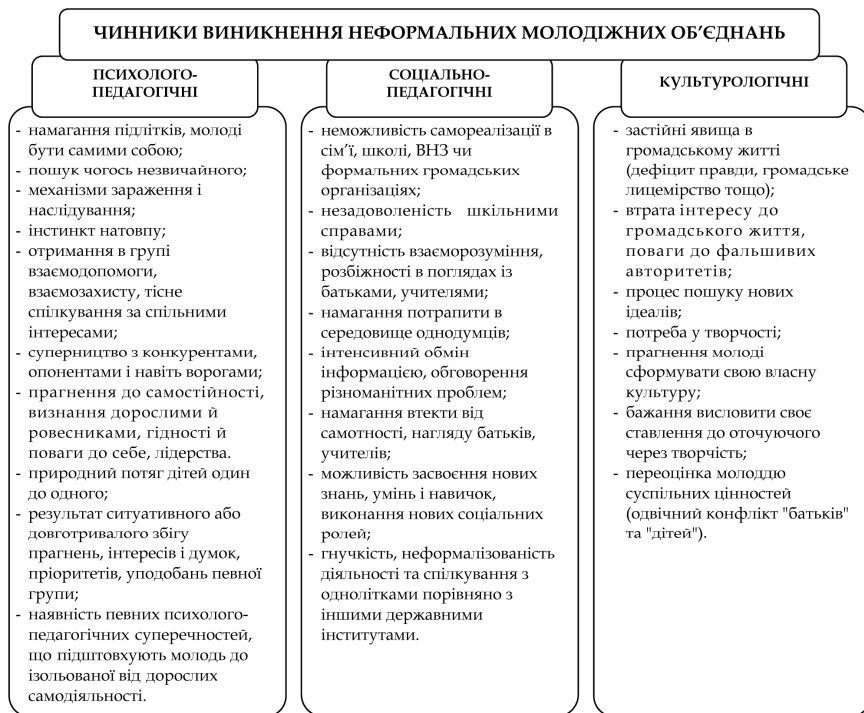 ЧИННИКИ ВИНИКНЕННЯ НЕФОРМАЛЬНИХ МОЛОДІЖНИХ ОБ’ЄДНАНЬ
ПСИХОЛОГО-
ПЕДАГОГІЧНІ
- намагання підлітків, молоді
бути самими собою;
- пошук чогось незвичайного;
- механізми зараження і
наслідування;
- інстинкт натовпу;
- отримання в групі
взаємодопомоги,
взаємозахисту, тісне
спілкування за спільними
інтересами;
- суперництво з конкурентами,
опонентами і навіть ворогами;
- прагнення до самостійності,
визнання дорослими й
ровесниками, гідності й
поваги до себе, лідерства.
- природний потяг дітей один
до одного;
- результат ситуативного або
довготривалого збігу
прагнень, інтересів і думок,
пріоритетів, уподобань певної
групи;
- наявність певних психолого-
педагогічних суперечностей,
що підштовхують молодь до
ізольованої від дорослих
самодіяльності.
СОЦІАЛЬНО-
ПЕДАГОГІЧНІ
- неможливість самореалізації в
сім’ї, школі, ВНЗ чи
формальних громадських
організаціях;
- незадоволеність шкільними
справами;
- відсутність взаєморозуміння,
розбіжності в поглядах із
батьками, учителями;
- намагання потрапити в
середовище однодумців;
- інтенсивний обмін
інформацією, обговорення
різноманітних проблем;
- намагання втекти від
самотності, нагляду батьків,
учителів;
- можливість засвоєння нових
знань, умінь і навичок,
виконання нових соціальних
ролей;
- гнучкість, неформалізованість
діяльності та спілкування з
однолітками порівняно з
іншими державними
інститутами.
КУЛЬТУРОЛОГІЧНІ
- застійні явища в
громадському житті
(дефіцит правди, громадське
лицемірство тощо);
- втрата інтересу до
громадського життя,
поваги до фальшивих
авторитетів;
- процес пошуку нових
ідеалів;
- потреба у творчості;
- прагнення молоді
сформувати свою власну
культуру;
- бажання висловити своє
ставлення до оточуючого
через творчість;
- переоцінка молоддю
суспільних цінностей
(одвічний конфлікт "батьків"
та "дітей").